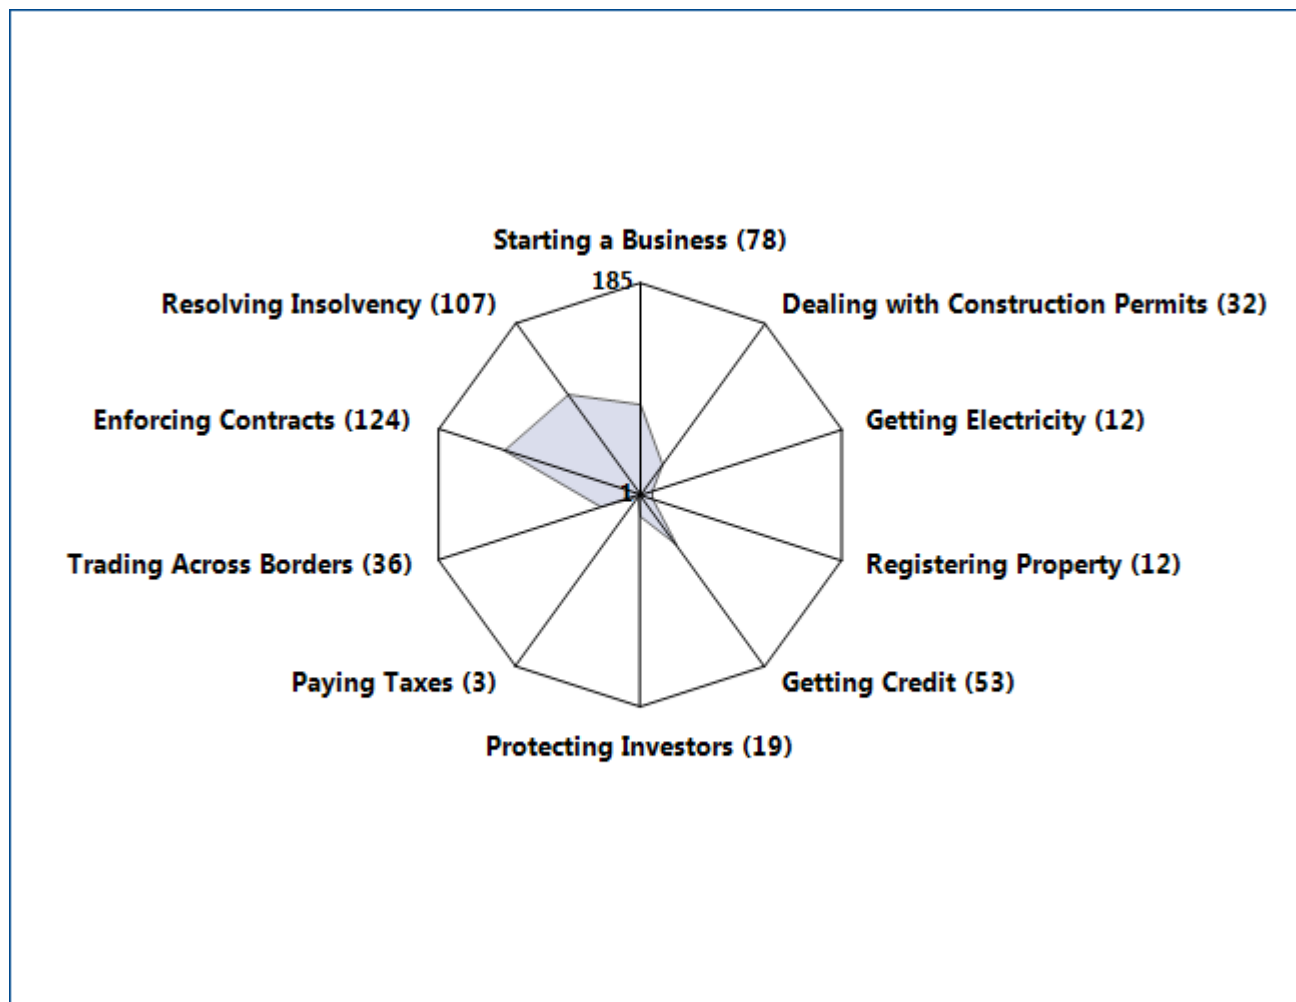 Starting a Business (78)
185
Resolving Insolvency (107)
Dealing with Construction Permits (32)
Enforcing Contracts (124)
Getting Electricity (12)
1
Trading Across Borders (36)
Registering Property (12)
Paying Taxes (3)
Getting Credit (53)
Protecting Investors (19)